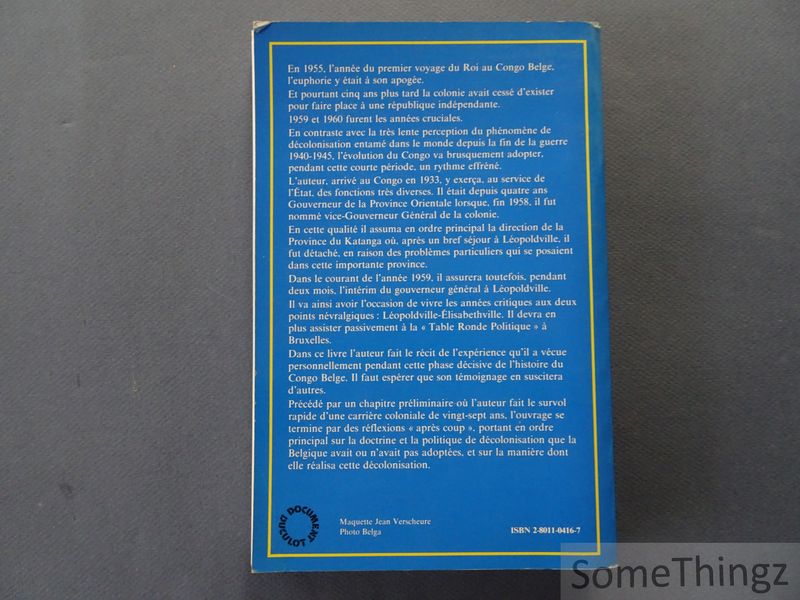 En 1955, l'année du premier voyage du Roi au Congo Belge,
l'euphorie y était à son apogée.
Et pourtant cinq ans plus tard la colonie avait cessé d'exister
pour faire place à une république indépendante.
1959 et 1960 furent les années cruciales.
En contraste avec la très lente perception du phénomène de
décolonisation entamé dans le monde depuis la fin de la guerre
1940-1945, l'évolution du Congo va brusquement adopter,
pendant cette courte période, un rythme effréné.
L'auteur, arrivé au Congo en 1933, y exerça, au service de
l'État, des fonctions très diverses. Il était depuis quatre ans
Gouverneur de la Province Orientale lorsque, fin 1958, il fut
nommé vice-Gouverneur Général de la colonie.
En cette qualité il assuma en ordre principal la direction de la
Province du Katanga où, après un bref séjour à Léopoldville, il
fut détaché, en raison des problèmes particuliers qui se posaient
dans cette importante province.
Dans le courant de l'année 1959, il assurera toutefois, pendant
deux mois, l'intérim du gouverneur général à Léopoldville.
Il va ainsi avoir l'occasion de vivre les années critiques aux deux
points névralgiques : Léopoldville-Élisabethville. Il devra en
plus assister passivement à la « Table Ronde Politique » à
Bruxelles.
Dans ce livre l'auteur fait le récit de l'expérience qu'il a vécue
personnellement pendant cette phase décisive de l'histoire du
Congo Belge. Il faut espérer que son témoignage en suscitera
d'autres.
Précédé par un chapitre préliminaire où l'auteur fait le survol
rapide d'une carrière coloniale de vingt-sept ans, l'ouvrage se
termine par des réflexions « après coup », portant en ordre
principal sur la doctrine et la politique de décolonisation que la
Belgique avait ou n'avait pas adoptées, et sur la manière dont
elle réalisa cette décolonisation.
DOCUMENT DUCULOT
Maquette Jean Verscheure
Photo Belga
ISBN 2-8011-0416-7
SomeThingz